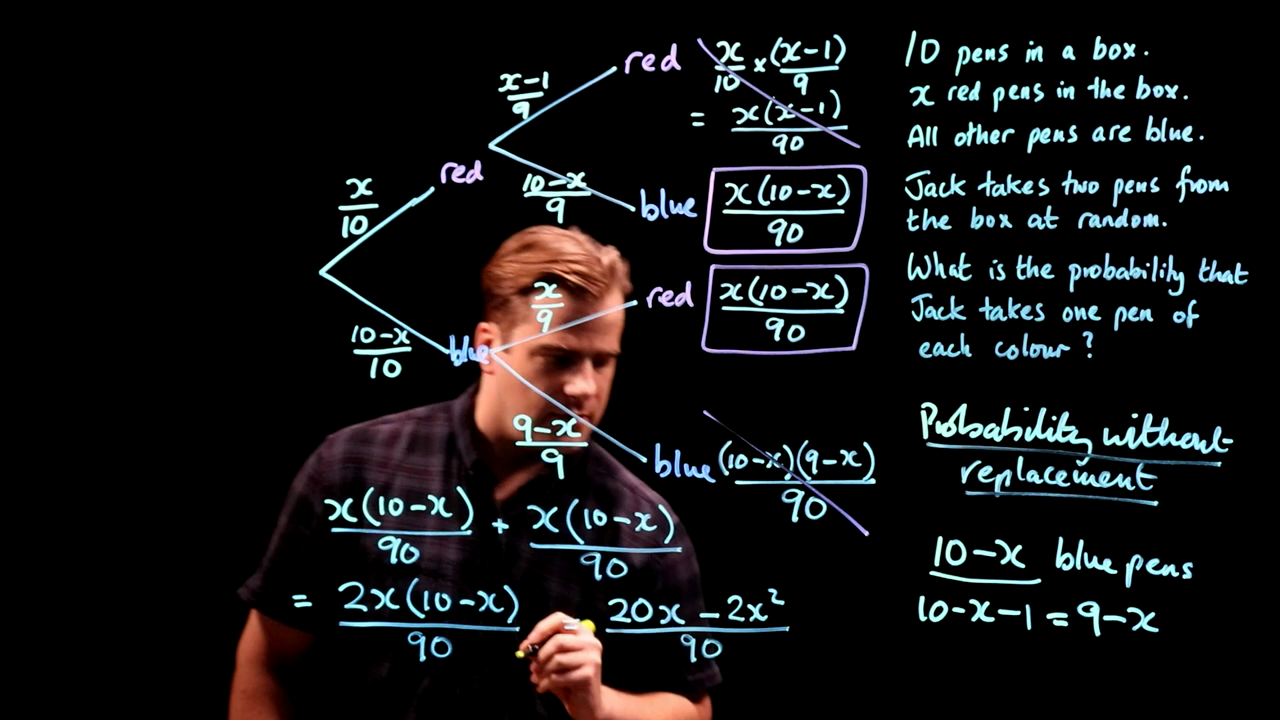 x/10
red
x-1/9
red
x/10 × (x-1)/9
= x(x-1)/90
10-x/9
blue
x(10-x)/90
10-x/10
blue
x/9
red
x(10-x)/90
9-x/9
blue
(10-x)(9-x)/90
x(10-x)/90 + x(10-x)/90
= 2x(10-x)/90 20x-2x²/90
10 pens in a box.
x red pens in the box.
All other pens are blue.
Jack takes two pens from
the box at random.
What is the probability that
Jack takes one pen of
each colour?
Probability without
replacement
10-x blue pens
10-x-1=9-x